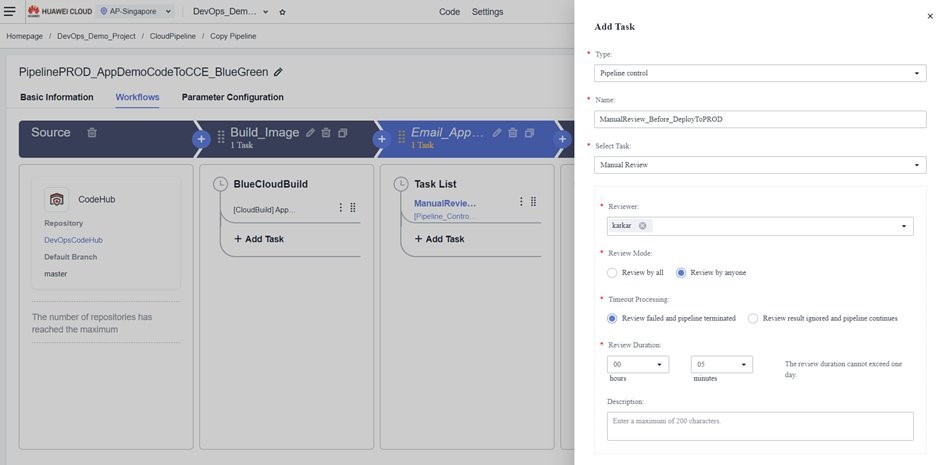 HUAWEI CLOUD AP-Singapore DevOps_Dem... Code Settings
Homepage / DevOps_Demo_Project / CloudPipeline / Copy Pipeline
PipelinePROD_AppDemoCodeToCCE_BlueGreen
Basic Information Workflows Parameter Configuration
Source
Build_Image
1 Task
Email_App...
1 Task
CodeHub
Repository
DevOpsCodeHub
Default Branch
master
The number of repositories has
reached the maximum
BlueCloudBuild
[CloudBuild] App...
+ Add Task
Task List
ManualRevie...
[Pipeline_Contro...
+ Add Task
Add Task
* Type:
Pipeline control
* Name:
ManualReview_Before_DeployToPROD
* Select Task:
Manual Review
* Reviewer:
karkar
* Review Mode:
Review by all Review by anyone
* Timeout Processing:
Review failed and pipeline terminated Review result ignored and pipeline continues
* Review Duration:
00 05
hours minutes
The review duration cannot exceed one
day.
Description:
Enter a maximum of 200 characters.